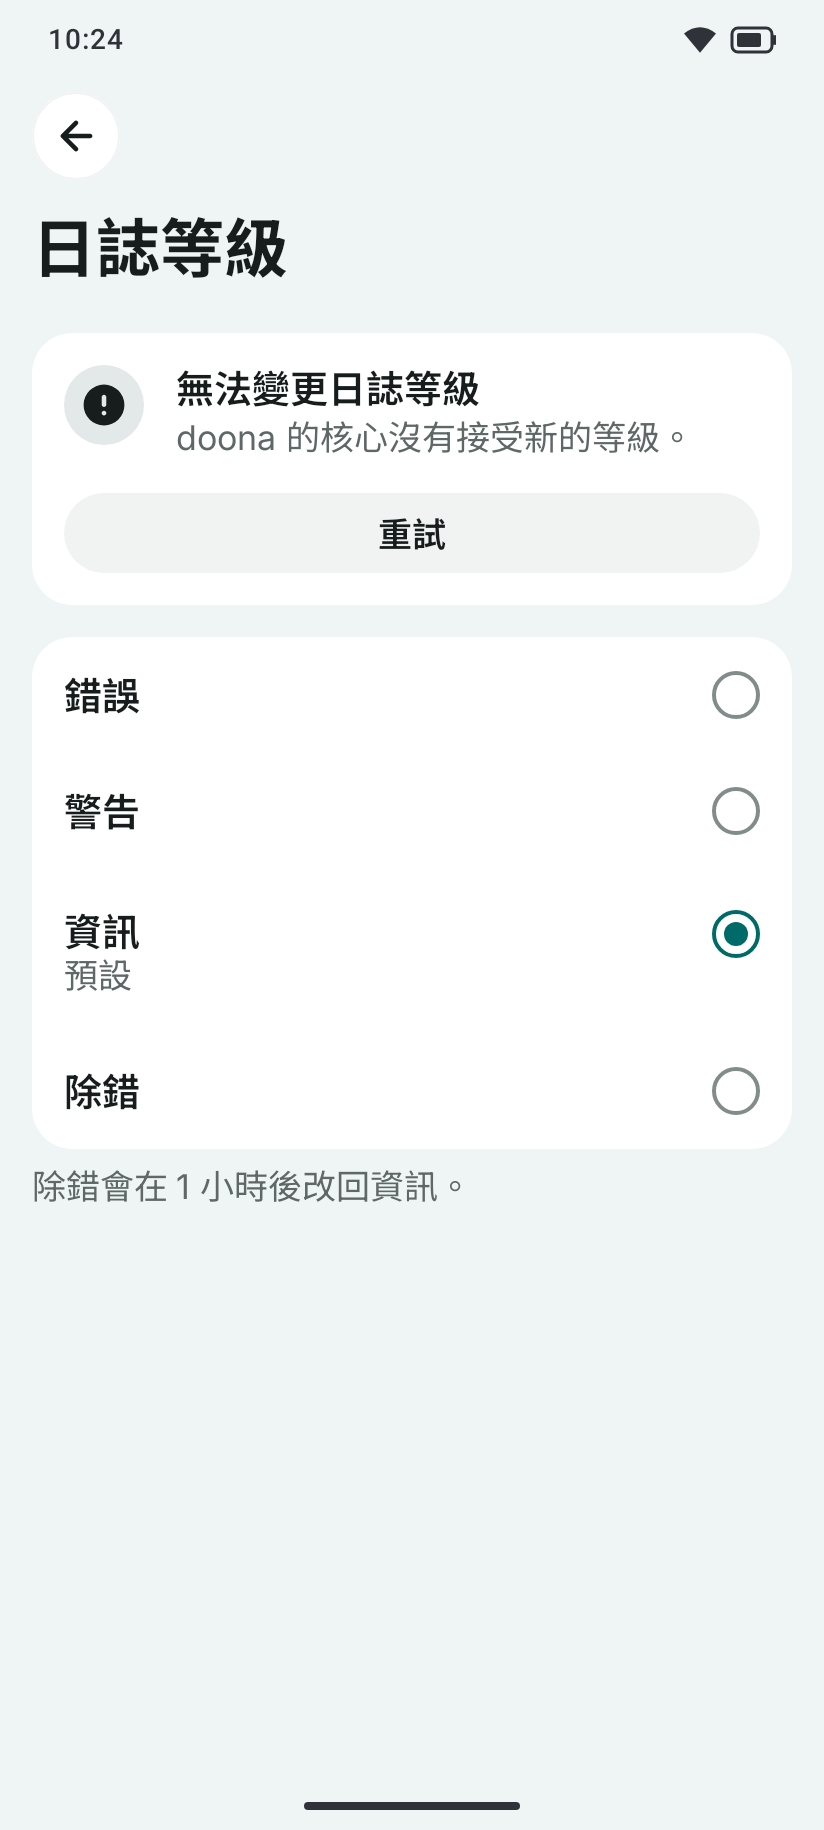 10:24
日誌等級
無法變更日誌等級
doona 的核心沒有接受新的等級。
重試
錯誤
警告
資訊
預設
除錯
除錯會在 1 小時後改回資訊。